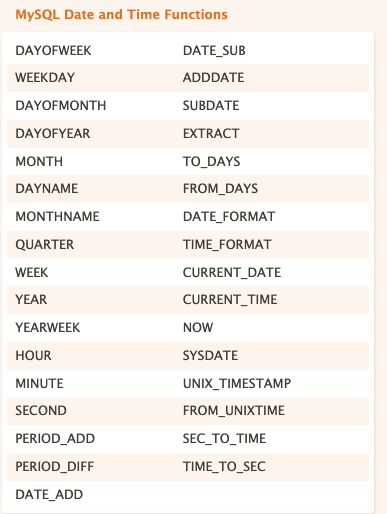 MySQL Date and Time Functions
DAYOFWEEK DATE_SUB
WEEKDAY ADDDATE
DAYOFMONTH SUBDATE
DAYOFYEAR EXTRACT
MONTH TO_DAYS
DAYNAME FROM_DAYS
MONTHNAME DATE_FORMAT
QUARTER TIME_FORMAT
WEEK CURRENT_DATE
YEAR CURRENT_TIME
YEARWEEK NOW
HOUR SYSDATE
MINUTE UNIX_TIMESTAMP
SECOND FROM_UNIXTIME
PERIOD_ADD SEC_TO_TIME
PERIOD_DIFF TIME_TO_SEC
DATE_ADD